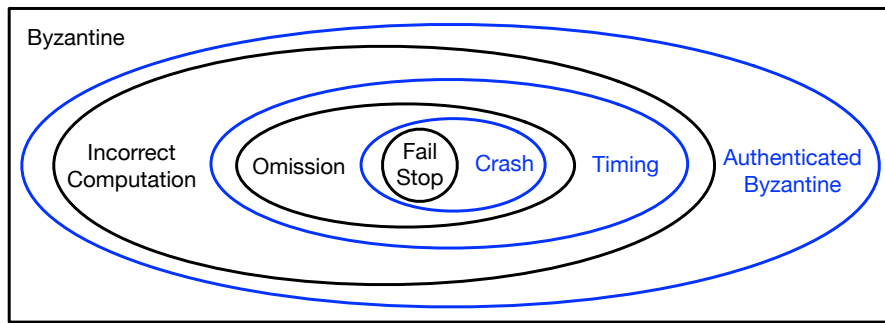 Byzantine
Incorrect
Computation
Omission
Fail
Stop
Crash
Timing
Authenticated
Byzantine